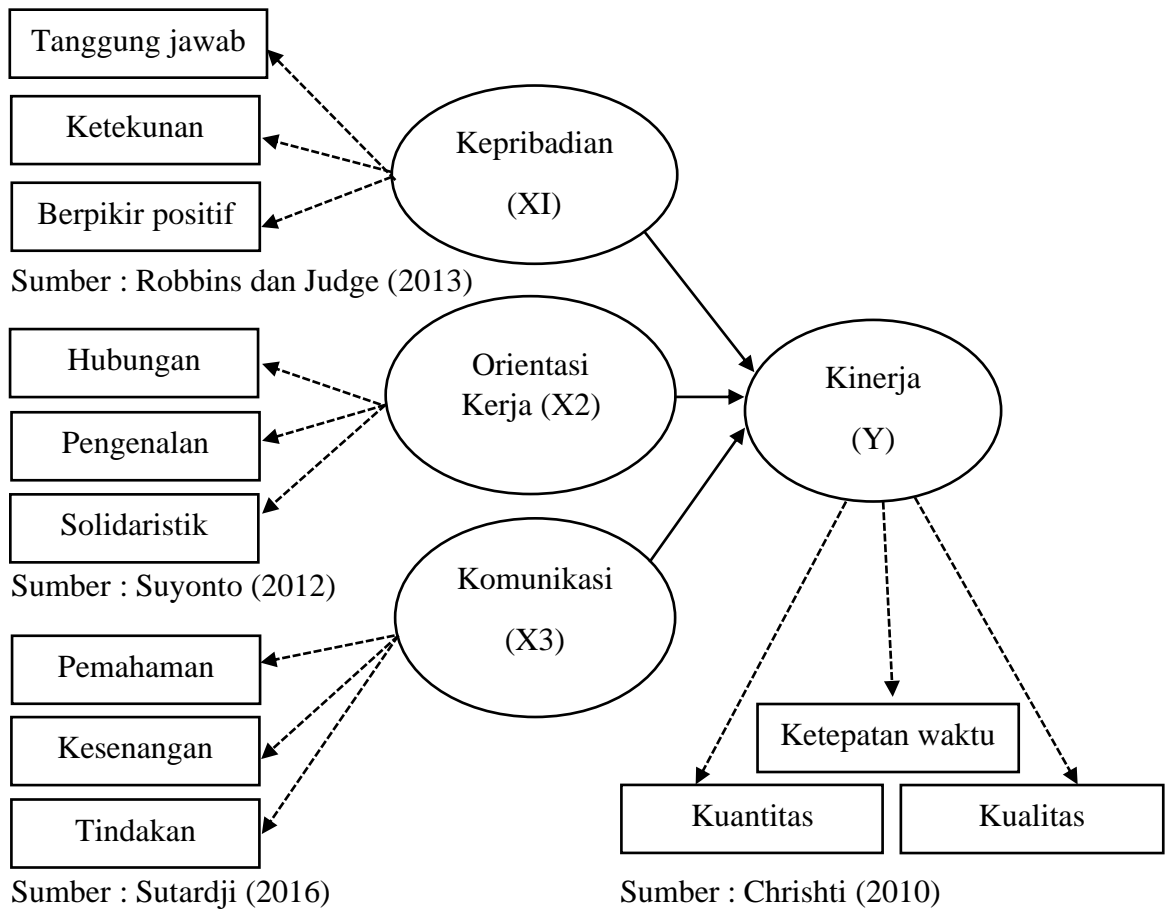 Tanggung jawab
Ketekunan
Berpikir positif
Sumber : Robbins dan Judge (2013)
Kepribadian
(XI)
Hubungan
Pengenalan
Solidaristik
Sumber : Suyonto (2012)
Orientasi
Kerja (X2)
Pemahaman
Kesenangan
Tindakan
Sumber : Sutardji (2016)
Komunikasi
(X3)
Kinerja
(Y)
Ketepatan waktu
Kuantitas
Kualitas
Sumber : Chrishti (2010)